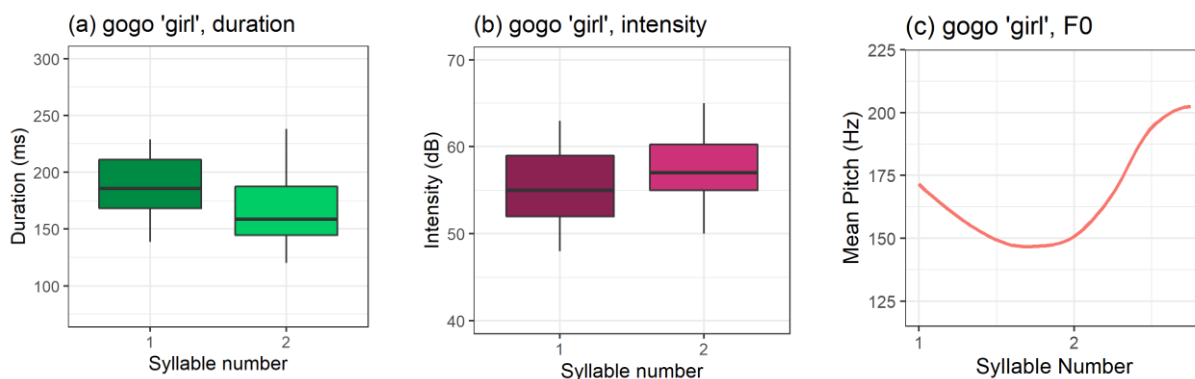 (a) gogo 'girl', duration
300
250
200
150
100
Duration (ms)
1
2
Syllable number
(b) gogo 'girl', intensity
70
60
50
40
Intensity (dB)
1
2
Syllable number
(c) gogo 'girl', F0
225
200
175
150
125
Mean Pitch (Hz)
1
2
Syllable Number